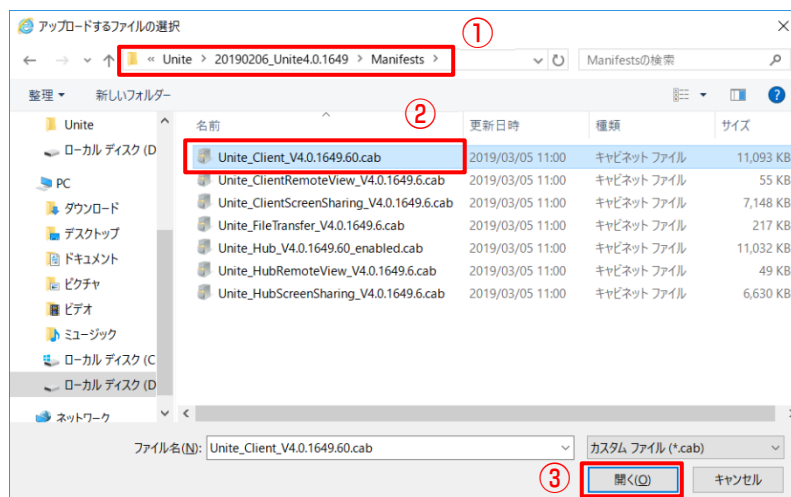 アップロードするファイルの選択
①
« Unite > 20190206_Unite4.0.1649 > Manifests >
Manifestsの検索
整理 新しいフォルダー
②
名前 更新日時 種類 サイズ
Unite
ローカル ディスク (D
PC
ダウンロード
デスクトップ
ドキュメント
ピクチャ
ビデオ
ミュージック
ローカル ディスク (C
ローカル ディスク (D
ネットワーク
Unite_Client_V4.0.1649.60.cab 2019/03/05 11:00 キャビネット ファイル 11,093 KB
Unite_ClientRemoteView_V4.0.1649.6.cab 2019/03/05 11:00 キャビネット ファイル 55 KB
Unite_ClientScreenSharing_V4.0.1649.6.cab 2019/03/05 11:00 キャビネット ファイル 7,148 KB
Unite_FileTransfer_V4.0.1649.6.cab 2019/03/05 11:00 キャビネット ファイル 217 KB
Unite_Hub_V4.0.1649.60_enabled.cab 2019/03/05 11:00 キャビネット ファイル 11,032 KB
Unite_HubRemoteView_V4.0.1649.6.cab 2019/03/05 11:00 キャビネット ファイル 49 KB
Unite_HubScreenSharing_V4.0.1649.6.cab 2019/03/05 11:00 キャビネット ファイル 6,630 KB
ファイル名(N): Unite_Client_V4.0.1649.60.cab カスタム ファイル (*.cab)
③ 開く(O) キャンセル